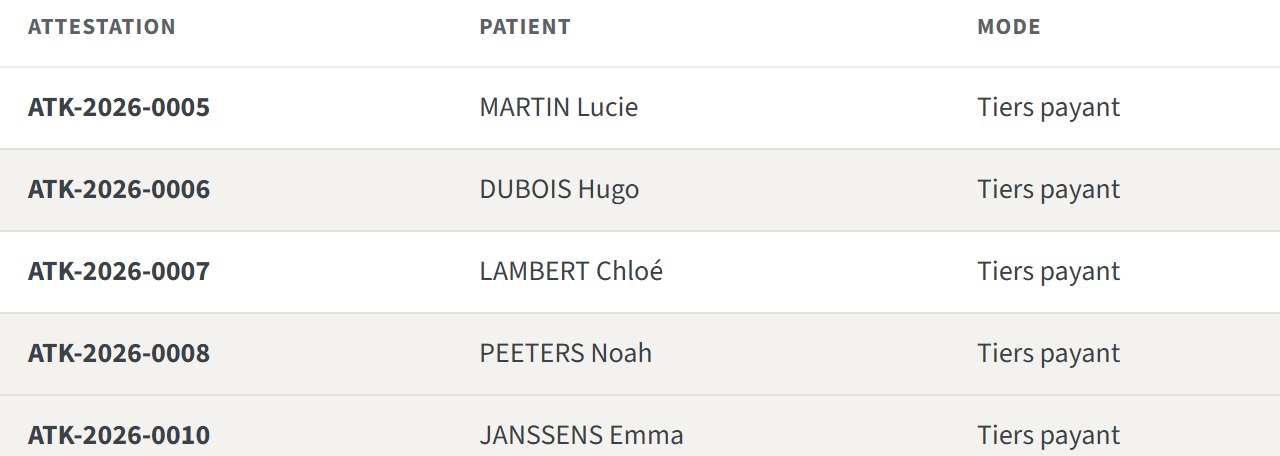 ATTESTATION PATIENT MODE
ATK-2026-0005 MARTIN Lucie Tiers payant
ATK-2026-0006 DUBOIS Hugo Tiers payant
ATK-2026-0007 LAMBERT Chloé Tiers payant
ATK-2026-0008 PEETERS Noah Tiers payant
ATK-2026-0010 JANSSENS Emma Tiers payant